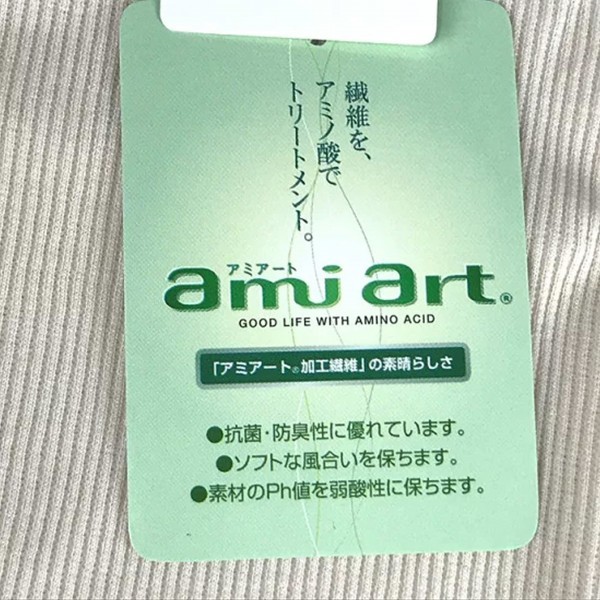 繊維を、
アミノ酸で
トリートメント。
アミアート
ami art®
GOOD LIFE WITH AMINO ACID
「アミアート®加工繊維」の素晴らしさ
●抗菌・防臭性に優れています。
●ソフトな風合いを保ちます。
●素材のPh値を弱酸性に保ちます。